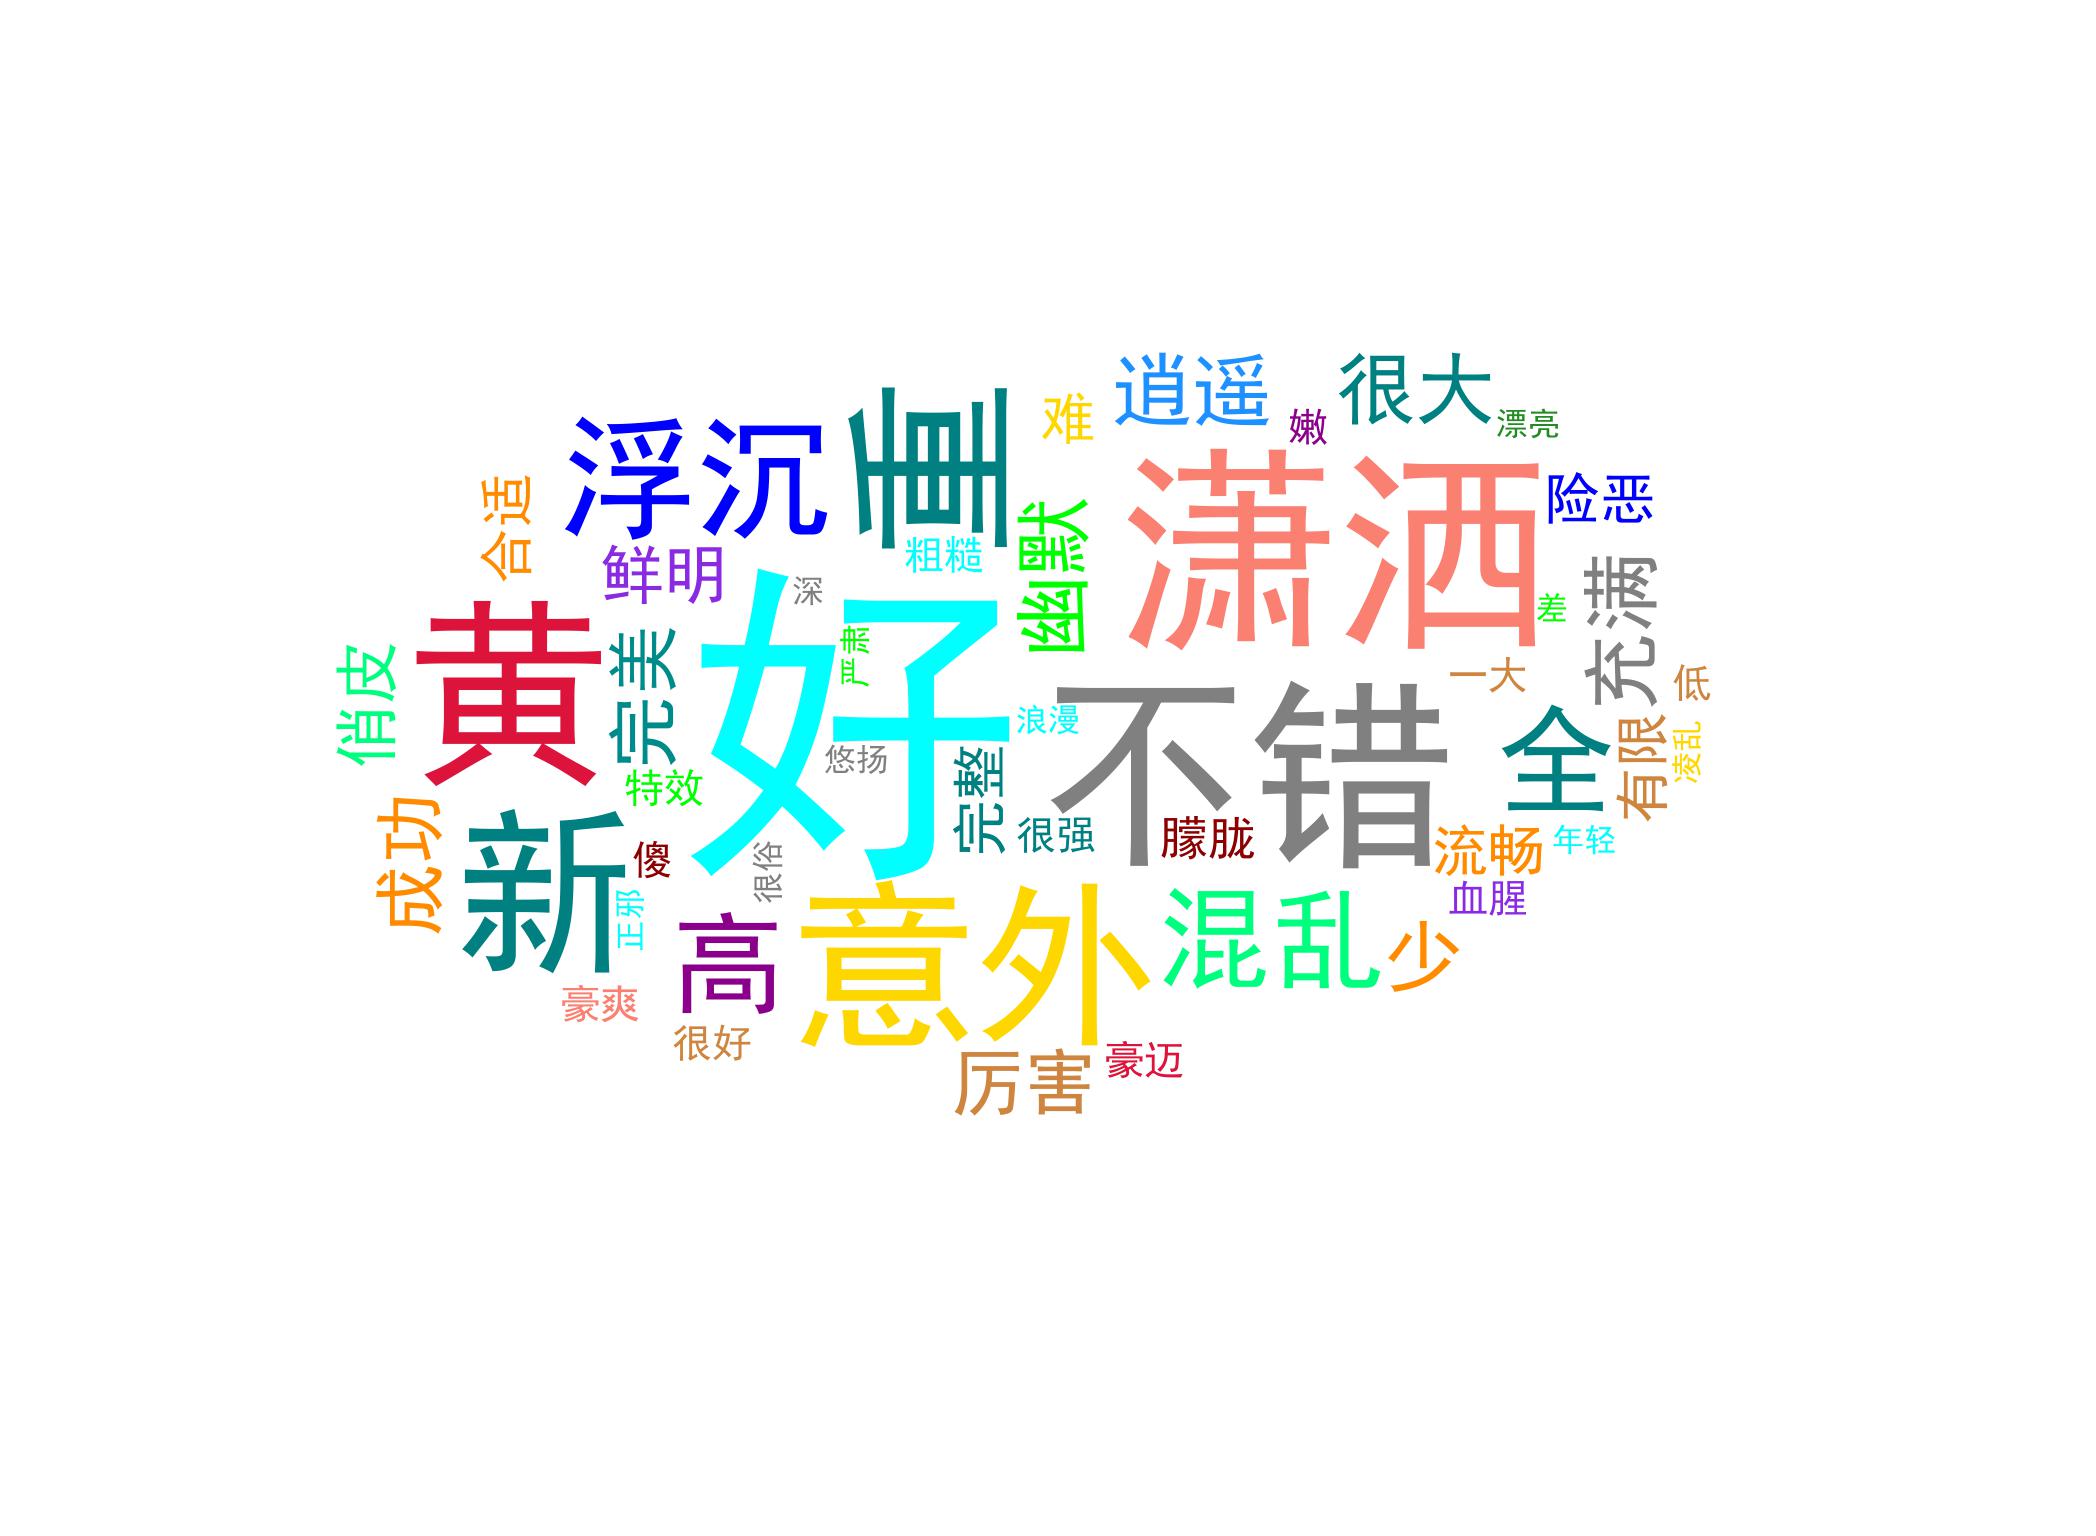 逍遥
很大
难
嫩
漂亮
重
浮沉
潇洒
险恶
合适
幽默
粗糙
鲜明
深
好
差
充满
黄
完美
严肃
俏皮
不错
一大
低
浪漫
全
有限
凌乱
悠扬
特效
完整
很强
朦胧
流畅
年轻
成功
新
傻
很俗
正邪
血腥
高
意外
混乱
少
豪爽
很好
厉害
豪迈